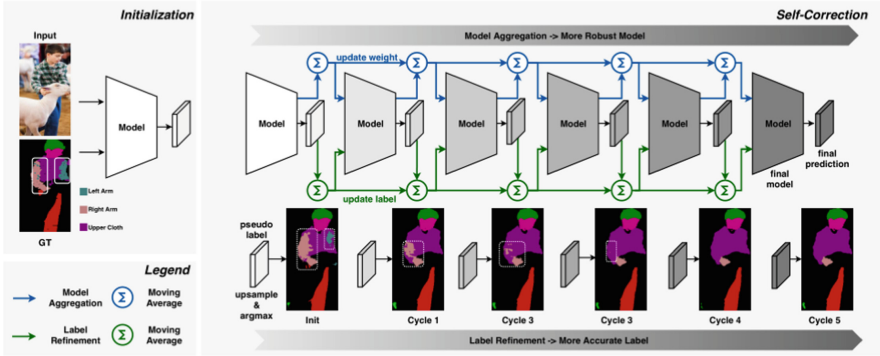 Initialization
Input
Model
GT
Left Arm
Right Arm
Upper Cloth
Legend
Model
Aggregation
Σ
Moving
Average
Label
Refinement
Σ
Moving
Average
Self-Correction
Model Aggregation -> More Robust Model
Σ
update weight
Σ
Σ
Σ
Σ
Model
Model
Model
Model
Model
Model
final
prediction
final
model
Σ
update label
Σ
Σ
Σ
Σ
pseudo
label
upsample
&
argmax
Init
Cycle 1
Cycle 3
Cycle 3
Cycle 4
Cycle 5
Label Refinement -> More Accurate Label